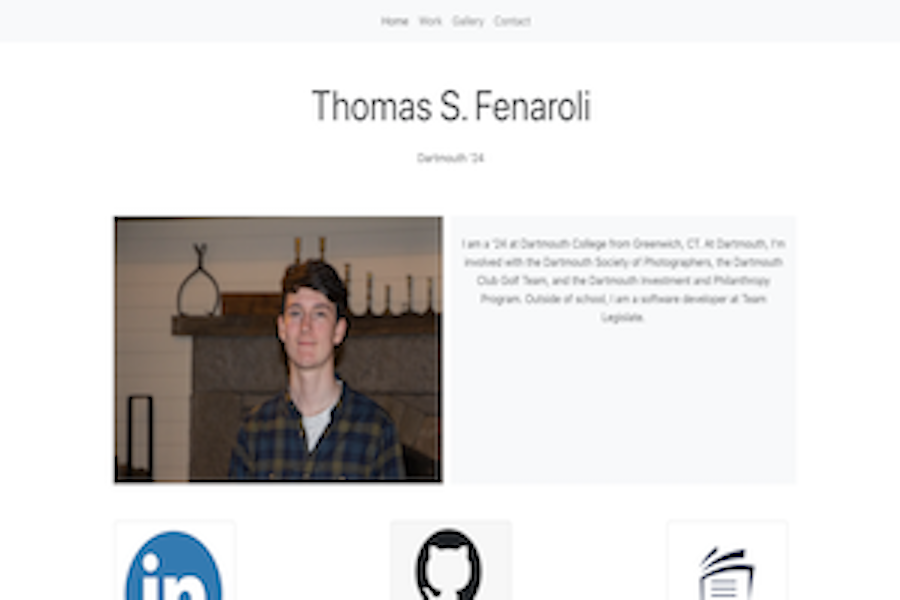 Home Work Gallery Contact
Thomas S. Fenaroli
Dartmouth '24
I am a '24 at Dartmouth College from Greenwich, CT. At Dartmouth, I'm
involved with the Dartmouth Society of Photographers, the Dartmouth
Club Golf Team, and the Dartmouth Investment and Philanthropy
Program. Outside of school, I am a software developer at Team
Legislate.
in